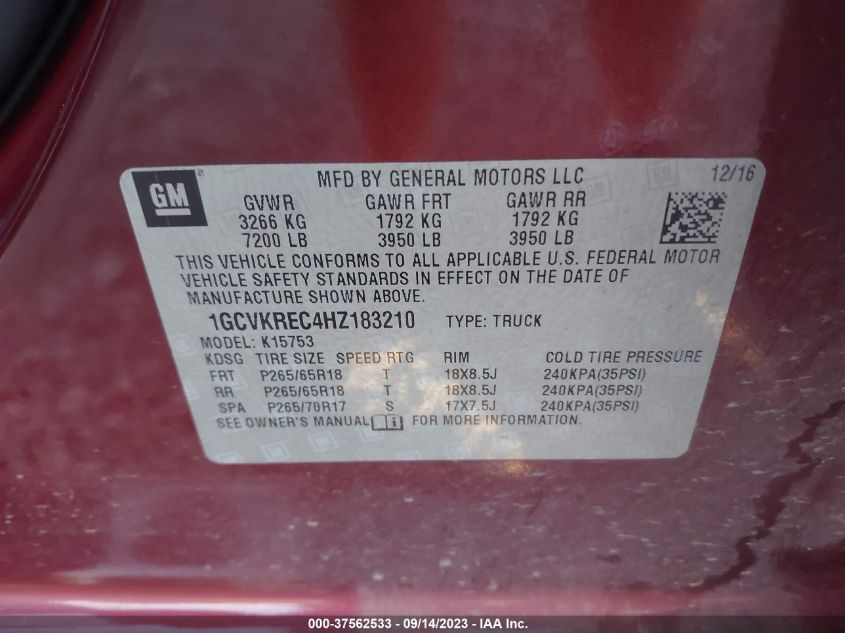 GM
MFD BY GENERAL MOTORS LLC 12/16
GVWR GAWR FRT GAWR RR
3266 KG 1792 KG 1792 KG
7200 LB 3950 LB 3950 LB
THIS VEHICLE CONFORMS TO ALL APPLICABLE U.S. FEDERAL MOTOR
VEHICLE SAFETY STANDARDS IN EFFECT ON THE DATE OF
MANUFACTURE SHOWN ABOVE.
1GCVKREC4HZ183210 TYPE: TRUCK
MODEL: K15753
KDSG TIRE SIZE SPEED RTG RIM COLD TIRE PRESSURE
FRT P265/65R18 T 18X8.5J 240KPA(35PSI)
RR P265/65R18 T 18X8.5J 240KPA(35PSI)
SPA P265/70R17 S 17X7.5J 240KPA(35PSI)
SEE OWNER'S MANUAL FOR MORE INFORMATION.
000-37562533 - 09/14/2023 - IAA Inc.